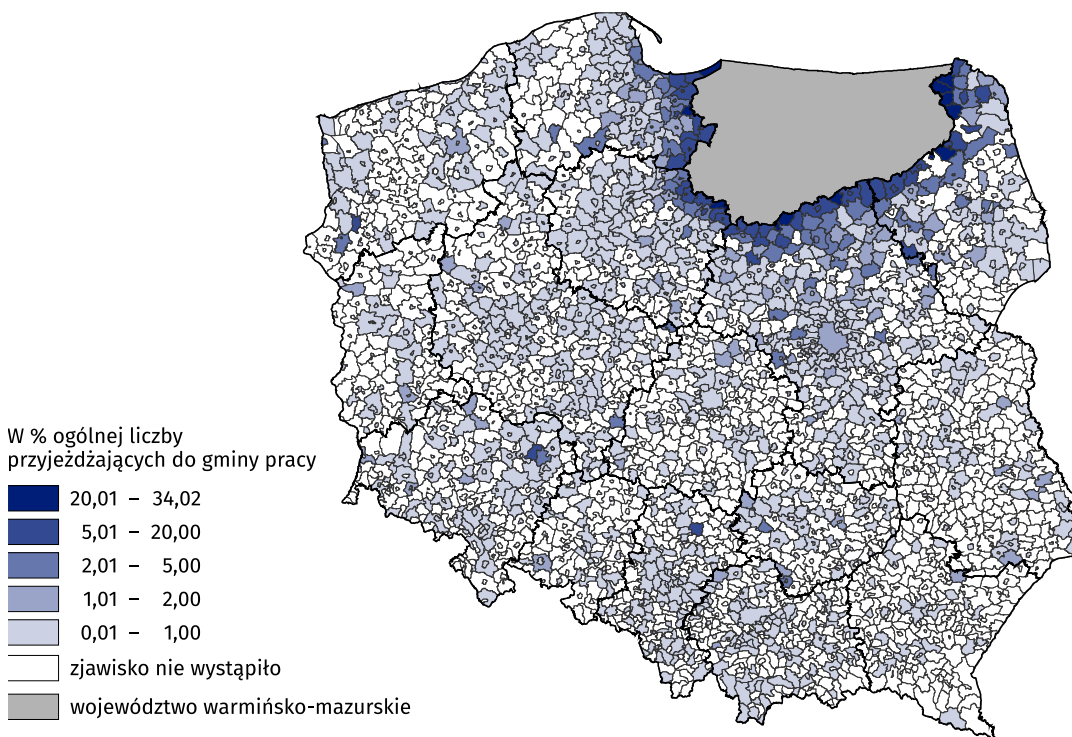 W % ogólnej liczby
przyjeżdżających do gminy pracy
20,01 – 34,02
5,01 – 20,00
2,01 – 5,00
1,01 – 2,00
0,01 – 1,00
zjawisko nie wystąpiło
województwo warmińsko-mazurskie